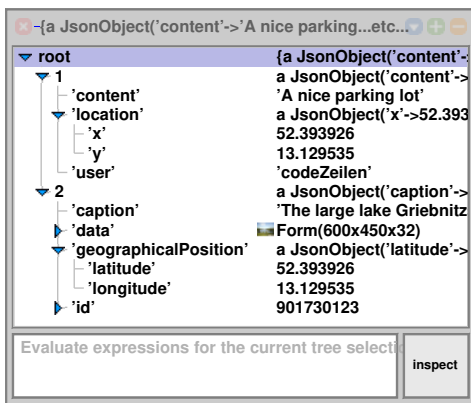 {a JsonObject('content'->'A nice parking...etc...
root {a JsonObject('content'-
1 a JsonObject('content'->
'content' 'A nice parking lot'
'location' a JsonObject('x'->52.393
'x' 52.393926
'y' 13.129535
'user' 'codeZeilen'
2 a JsonObject('caption'->
'caption' 'The large lake Griebnitz
'data' Form(600x450x32)
'geographicalPosition' a JsonObject('latitude'->
'latitude' 52.393926
'longitude' 13.129535
'id' 901730123
Evaluate expressions for the current tree selectio
inspect